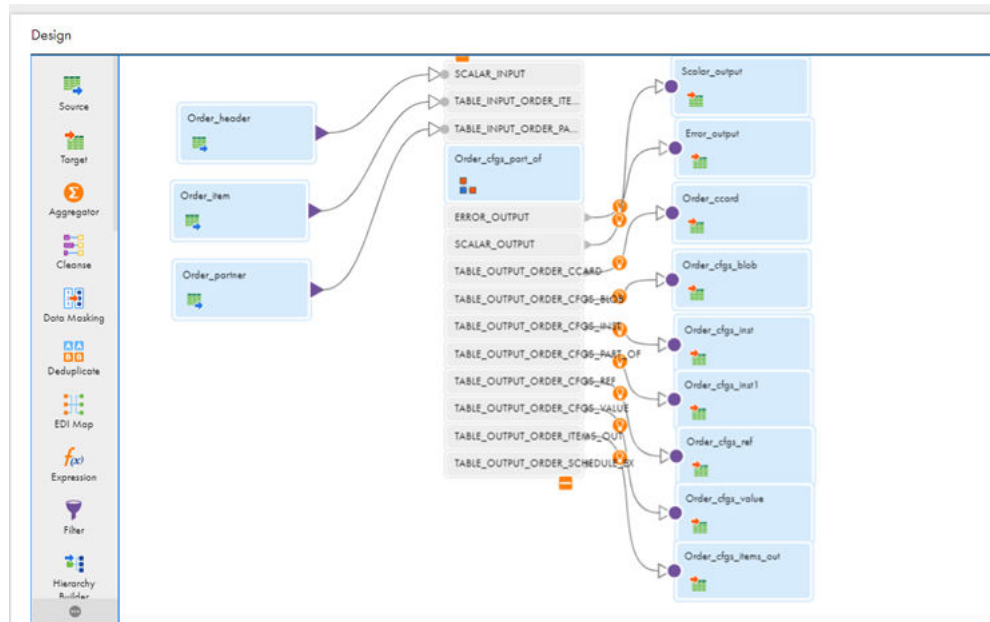 Design
Source
Target
Aggregator
Cleanse
Data Masking
Deduplicate
EDI Map
Expression
Filter
Hierarchy
Builder
Order_header
Order_item
Order_partner
SCALAR_INPUT
TABLE_INPUT_ORDER_ITE...
TABLE_INPUT_ORDER_PA...
Order_cfgs_part_of
ERROR_OUTPUT
SCALAR_OUTPUT
TABLE_OUTPUT_ORDER_CCARD
TABLE_OUTPUT_ORDER_CFGS_BLOB
TABLE_OUTPUT_ORDER_CFGS_INST
TABLE_OUTPUT_ORDER_CFGS_PART_OF
TABLE_OUTPUT_ORDER_CFGS_REF
TABLE_OUTPUT_ORDER_CFGS_VALUE
TABLE_OUTPUT_ORDER_ITEMS_OUT
TABLE_OUTPUT_ORDER_SCHEDULE_EX
Scalar_output
Error_output
Order_ccard
Order_cfgs_blob
Order_cfgs_inst
Order_cfgs_inst1
Order_cfgs_ref
Order_cfgs_value
Order_cfgs_items_out